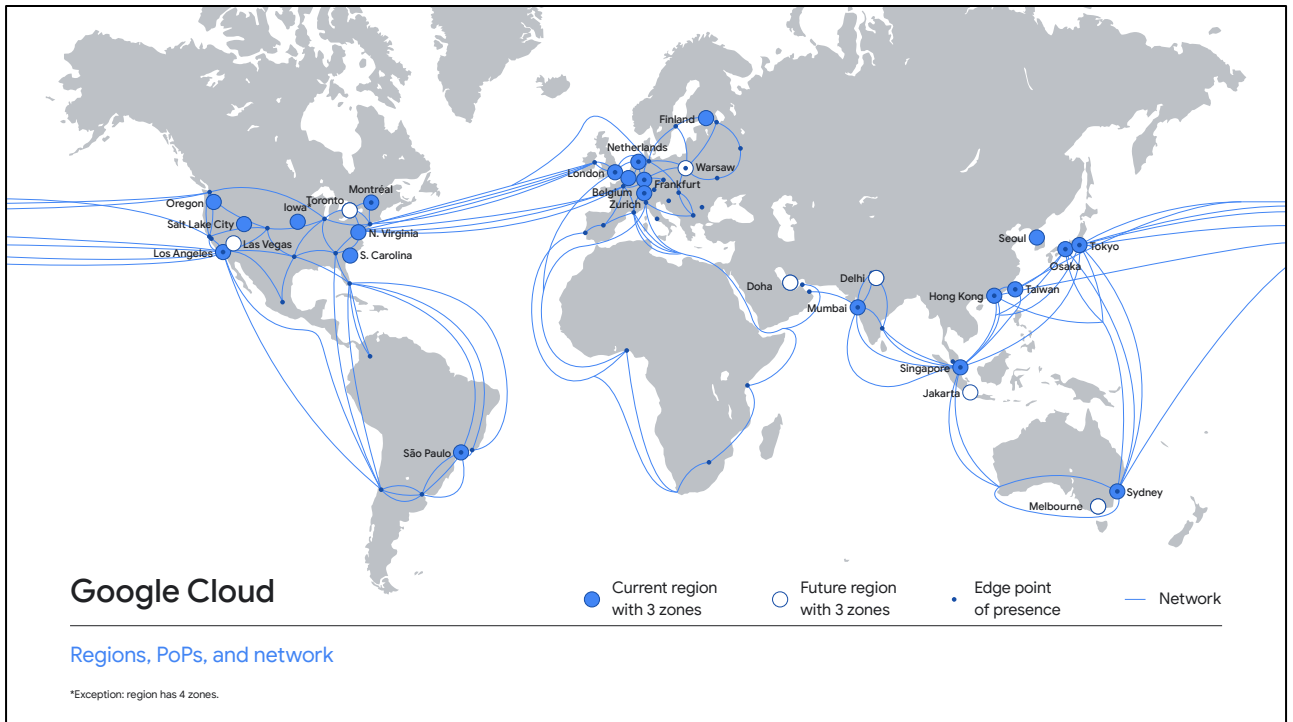 Finland
Netherlands
London
Warsaw
Belgium
Frankfurt
Zurich
Montréal
Toronto
Oregon
Iowa*
Salt Lake City
N. Virginia
Las Vegas
Los Angeles
S. Carolina
Seoul
Tokyo
Osaka
Doha
Delhi
Hong Kong
Taiwan
Mumbai
Singapore
Jakarta
São Paulo
Sydney
Melbourne
Google Cloud
Current region
with 3 zones
Future region
with 3 zones
Edge point
of presence
Network
Regions, PoPs, and network
*Exception: region has 4 zones.